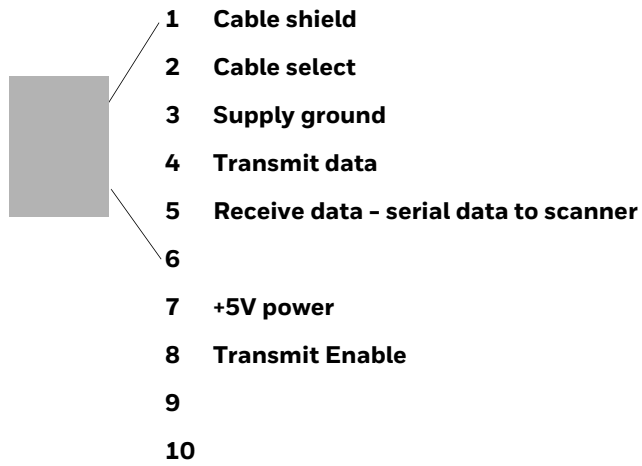 1 Cable shield
2 Cable select
3 Supply ground
4 Transmit data
5 Receive data - serial data to scanner
6
7 +5V power
8 Transmit Enable
9
10